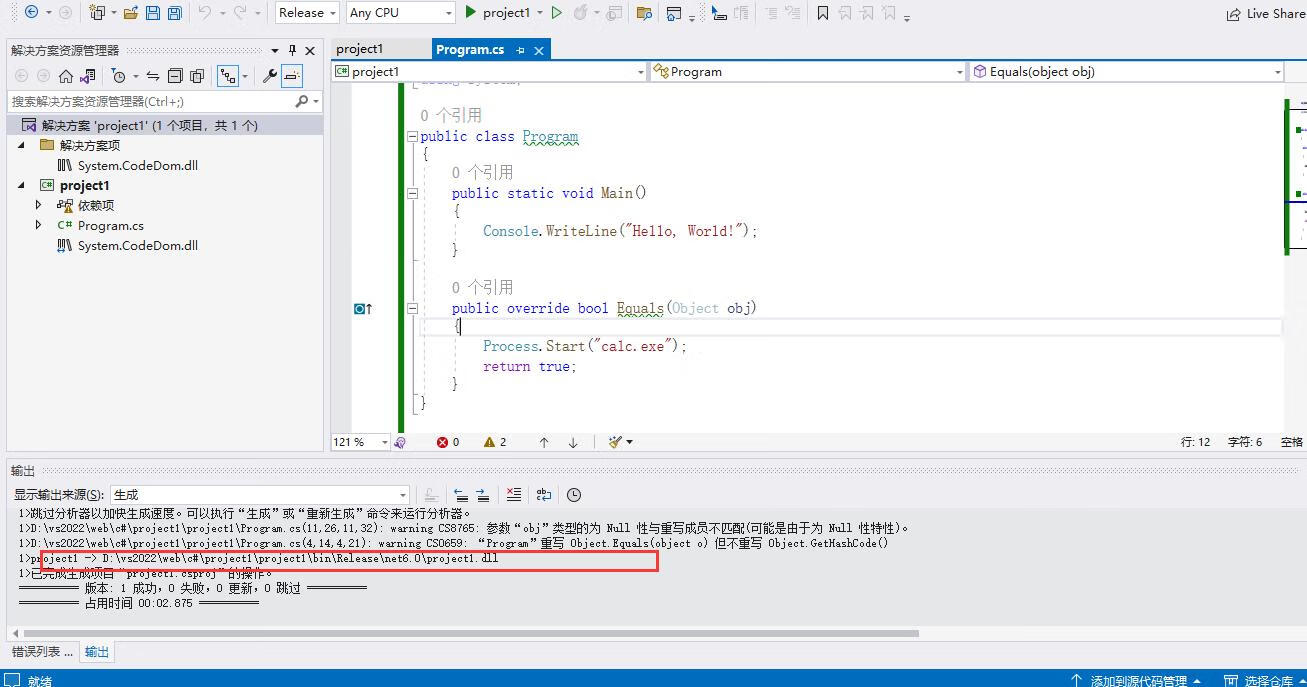 Release
Any CPU
project1
Live Share
解决方案资源管理器
搜索解决方案资源管理器(Ctrl+;)
解决方案 'project1' (1 个项目, 共 1 个)
解决方案项
System.CodeDom.dll
project1
依赖项
C# Program.cs
System.CodeDom.dll
project1
Program.cs
C# project1
Program
Equals(object obj)
0 个引用
public class Program
{
0 个引用
public static void Main()
{
Console.WriteLine("Hello, World!");
}
0 个引用
public override bool Equals(Object obj)
{
Process.Start("calc.exe");
return true;
}
}
121 %
0
2
行: 12
字符: 6
空格
输出
显示输出来源(S): 生成
1>跳过分析器以加快生成速度。可以执行“生成”或“重新生成”命令来运行分析器。
1>D:\vs2022\web\c#\project1\project1\Program.cs(11,26,11,32): warning CS8765: 参数“obj”类型的为 Null 性与重写成员不匹配(可能是由于为 Null 性特性)。
1>D:\vs2022\web\c#\project1\project1\Program.cs(4,14,4,21): warning CS0659: “Program”重写 Object.Equals(object o) 但不重写 Object.GetHashCode()
1>project1 -> D:\vs2022\web\c#\project1\project1\bin\Release\net6.0\project1.dll
1>已完成生成项目“project1.csproj”的操作。
========== 版本: 1 成功，0 失败，0 更新，0 跳过 ==========
========== 占用时间 00:02.875 ==========
错误列表 ...
输出
就绪
添加到源代码管理
选择仓库